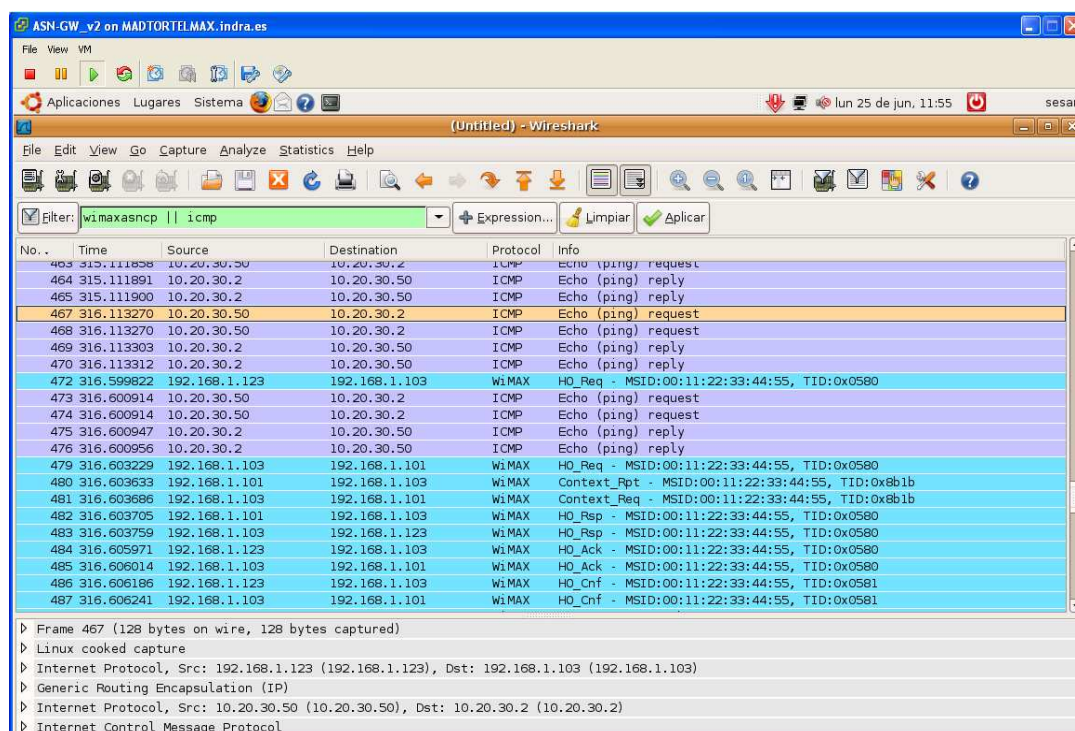 ASN-GW_v2 on MADTORTELMAX.indra.es
File View VM
Aplicaciones Lugares Sistema lun 25 de jun, 11:55 sesar
(Untitled) - Wireshark
File Edit View Go Capture Analyze Statistics Help
Filter: wimaxasncp || icmp Expression... Limpiar Aplicar
No. . Time Source Destination Protocol Info
463 315.111858 10.20.30.50 10.20.30.2 ICMP Echo (ping) request
464 315.111891 10.20.30.2 10.20.30.50 ICMP Echo (ping) reply
465 315.111900 10.20.30.2 10.20.30.50 ICMP Echo (ping) reply
467 316.113270 10.20.30.50 10.20.30.2 ICMP Echo (ping) request
468 316.113270 10.20.30.50 10.20.30.2 ICMP Echo (ping) request
469 316.113303 10.20.30.2 10.20.30.50 ICMP Echo (ping) reply
470 316.113312 10.20.30.2 10.20.30.50 ICMP Echo (ping) reply
472 316.599822 192.168.1.123 192.168.1.103 WiMAX HO_Req - MSID:00:11:22:33:44:55, TID:0x0580
473 316.600914 10.20.30.50 10.20.30.2 ICMP Echo (ping) request
474 316.600914 10.20.30.50 10.20.30.2 ICMP Echo (ping) request
475 316.600947 10.20.30.2 10.20.30.50 ICMP Echo (ping) reply
476 316.600956 10.20.30.2 10.20.30.50 ICMP Echo (ping) reply
479 316.603229 192.168.1.103 192.168.1.101 WiMAX HO_Req - MSID:00:11:22:33:44:55, TID:0x0580
480 316.603633 192.168.1.101 192.168.1.103 WiMAX Context_Rpt - MSID:00:11:22:33:44:55, TID:0x8b1b
481 316.603686 192.168.1.103 192.168.1.101 WiMAX Context_Req - MSID:00:11:22:33:44:55, TID:0x8b1b
482 316.603705 192.168.1.101 192.168.1.103 WiMAX HO_Rsp - MSID:00:11:22:33:44:55, TID:0x0580
483 316.603759 192.168.1.103 192.168.1.123 WiMAX HO_Rsp - MSID:00:11:22:33:44:55, TID:0x0580
484 316.605971 192.168.1.123 192.168.1.103 WiMAX HO_Ack - MSID:00:11:22:33:44:55, TID:0x0580
485 316.606014 192.168.1.103 192.168.1.101 WiMAX HO_Ack - MSID:00:11:22:33:44:55, TID:0x0580
486 316.606186 192.168.1.123 192.168.1.103 WiMAX HO_Cnf - MSID:00:11:22:33:44:55, TID:0x0581
487 316.606241 192.168.1.103 192.168.1.101 WiMAX HO_Cnf - MSID:00:11:22:33:44:55, TID:0x0581
Frame 467 (128 bytes on wire, 128 bytes captured)
Linux cooked capture
Internet Protocol, Src: 192.168.1.123 (192.168.1.123), Dst: 192.168.1.103 (192.168.1.103)
Generic Routing Encapsulation (IP)
Internet Protocol, Src: 10.20.30.50 (10.20.30.50), Dst: 10.20.30.2 (10.20.30.2)
Internet Control Message Protocol